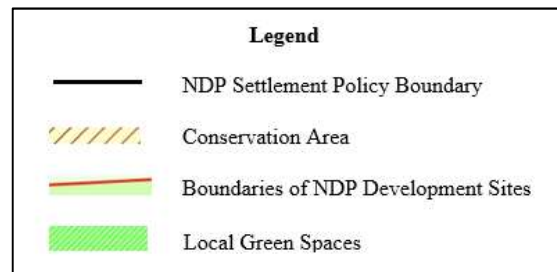 Legend
NDP Settlement Policy Boundary
Conservation Area
Boundaries of NDP Development Sites
Local Green Spaces